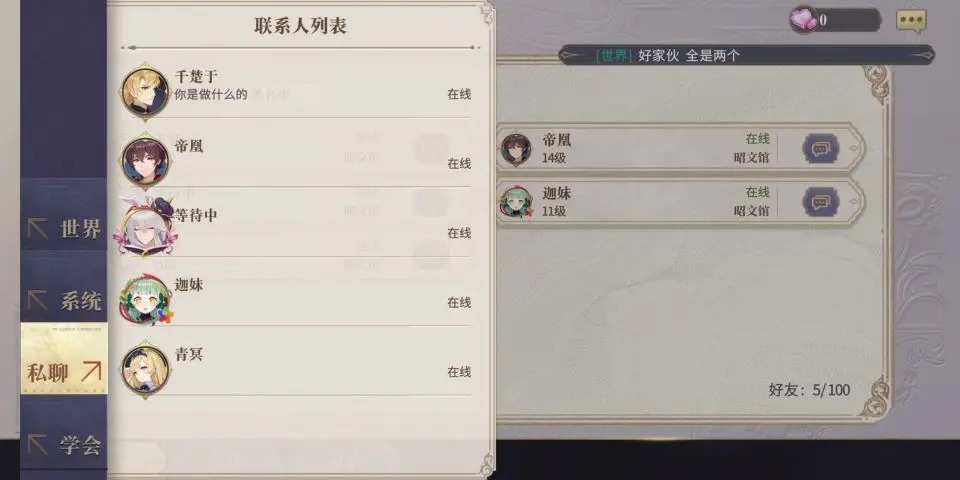 联系人列表
千楚于
你是做什么的
在线
帝凰
在线
等待中
在线
迦妹
在线
青冥
在线
世界
系统
私聊
学会
0
[世界] 好家伙 全是两个
帝凰
14级
在线
昭文馆
迦妹
11级
在线
昭文馆
好友：5/100